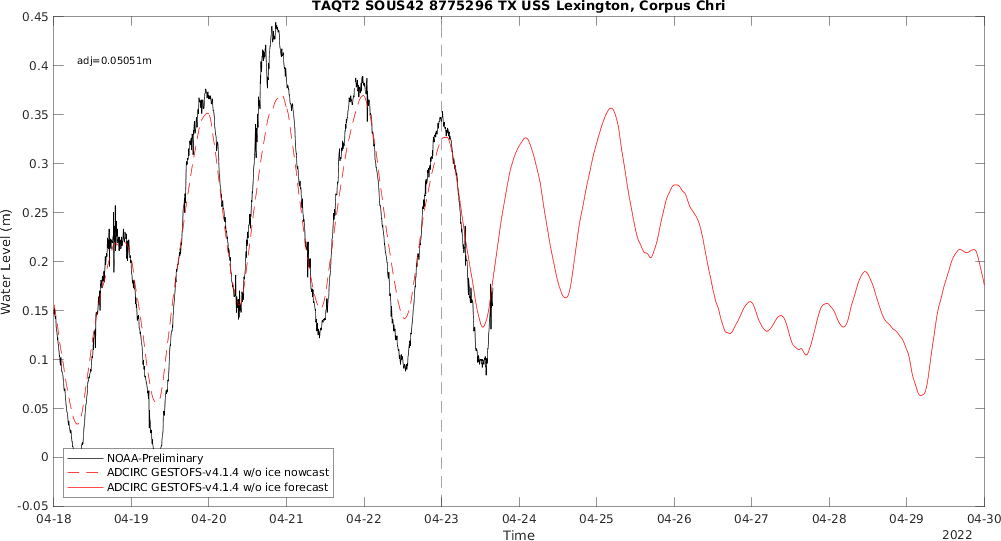 TAQT2 SOUS42 8775296 TX USS Lexington, Corpus Chri
0.45
adj=0.05051m
0.4
0.35
0.3
0.25
0.2
0.15
0.1
0.05
0
-0.05
Water Level (m)
NOAA-Preliminary
ADCIRC GESTOFS-v4.1.4 w/o ice nowcast
ADCIRC GESTOFS-v4.1.4 w/o ice forecast
04-18 04-19 04-20 04-21 04-22 04-23 04-24 04-25 04-26 04-27 04-28 04-29 04-30
Time
2022